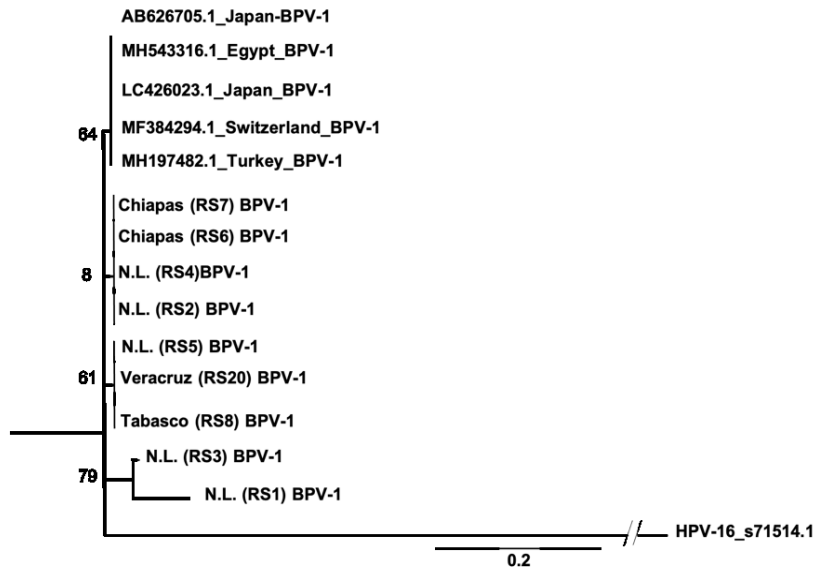 AB626705.1_Japan-BPV-1
MH543316.1_Egypt_BPV-1
LC426023.1_Japan_BPV-1
MF384294.1_Switzerland_BPV-1
64
MH197482.1_Turkey_BPV-1
Chiapas (RS7) BPV-1
Chiapas (RS6) BPV-1
8
N.L. (RS4)BPV-1
N.L. (RS2) BPV-1
N.L. (RS5) BPV-1
61
Veracruz (RS20) BPV-1
Tabasco (RS8) BPV-1
N.L. (RS3) BPV-1
79
N.L. (RS1) BPV-1
HPV-16_s71514.1
0.2